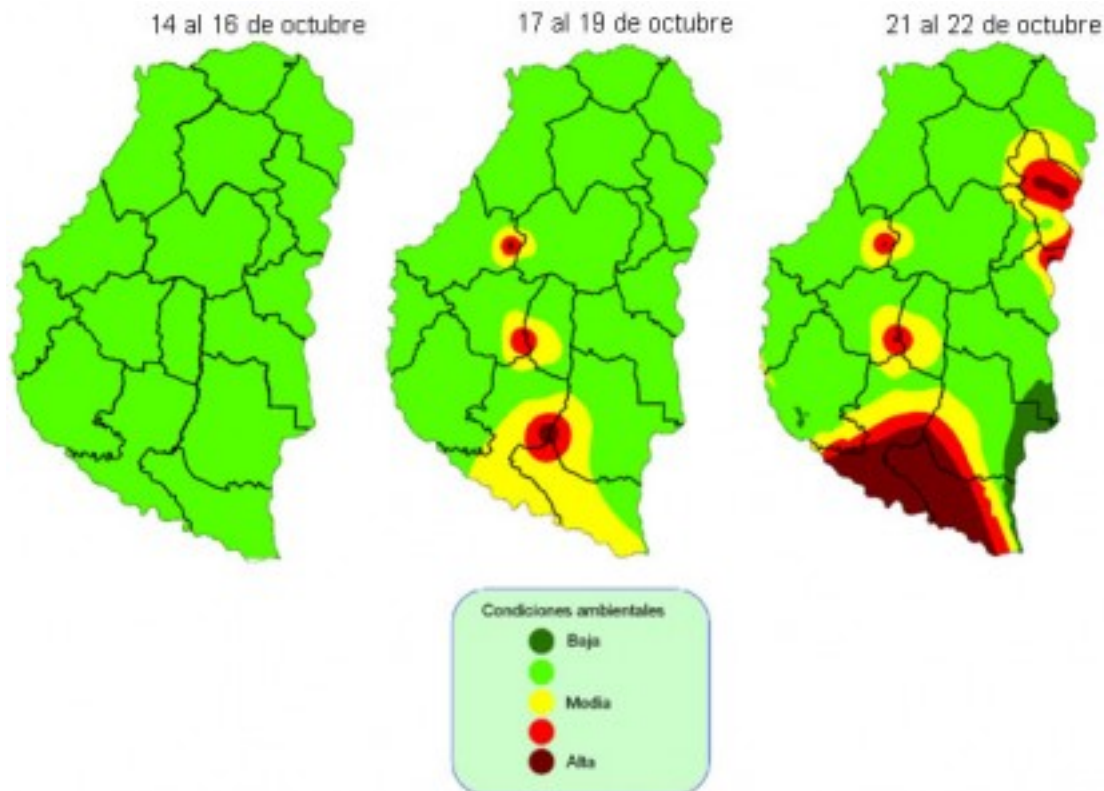 14 al 16 de octubre
17 al 19 de octubre
21 al 22 de octubre
Condiciones ambientales
Baja
Media
Alta